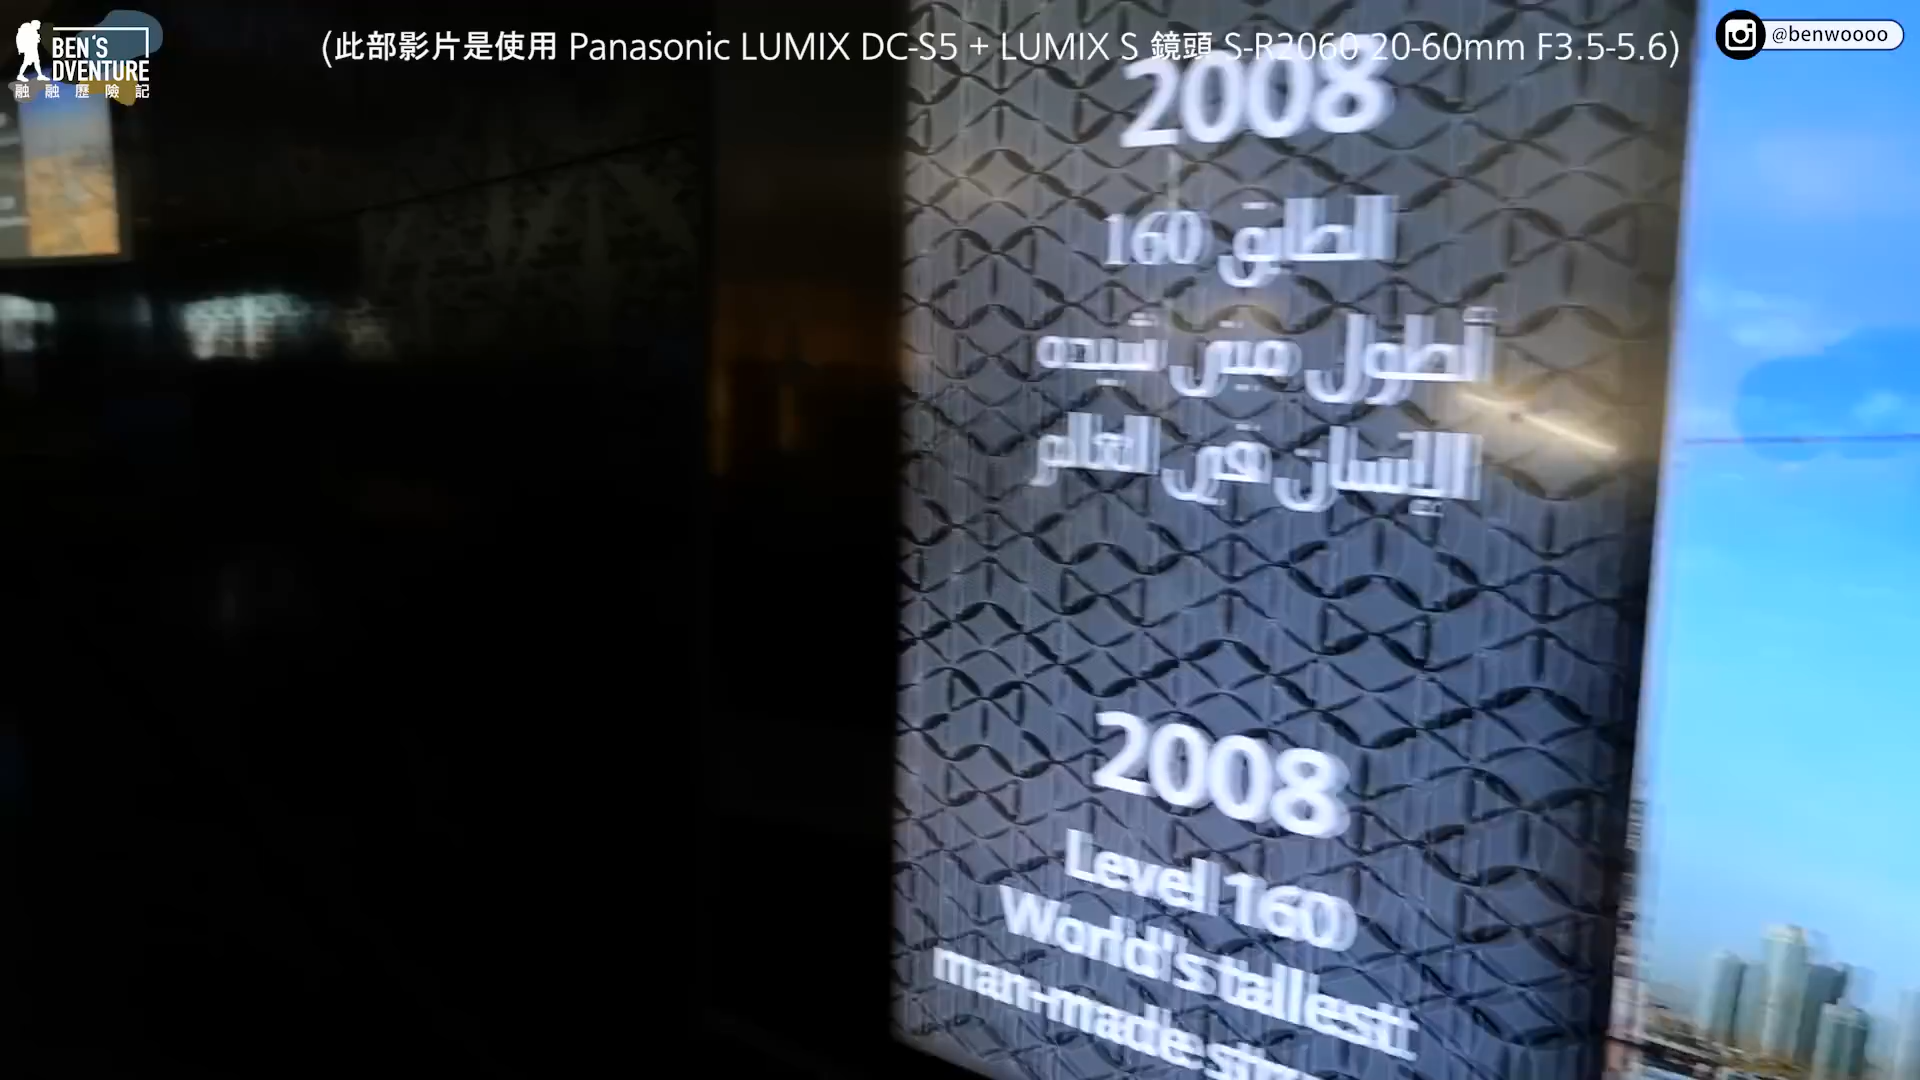 BEN'S
DVENTURE
融融歷險記
(此部影片是使用 Panasonic LUMIX DC-S5 + LUMIX S 鏡頭 S-R2060 20-60mm F3.5-5.6)
@benwoooo
2008
الطابق 160
أطول مبنى شيده
الإنسان في العالم
2008
Level 160
World's tallest
man-made